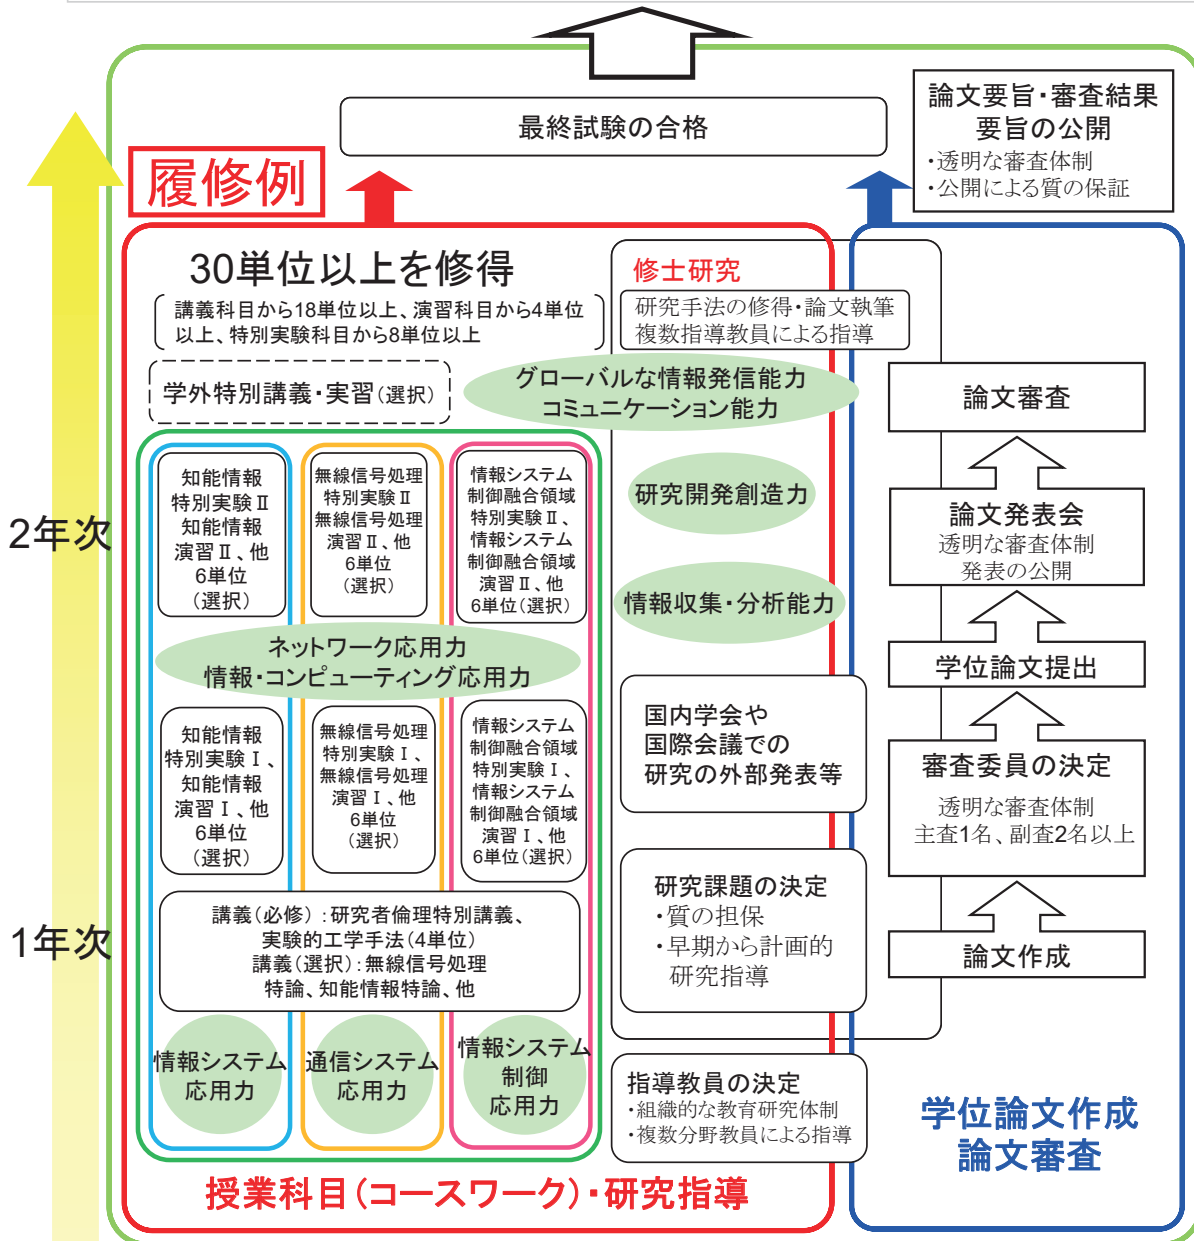 最終試験の合格
論文要旨・審査結果
要旨の公開
・透明な審査体制
・公開による質の保証
履修例
30単位以上を修得
講義科目から18単位以上、演習科目から4単位
以上、特別実験科目から8単位以上
学外特別講義・実習(選択)
修士研究
研究手法の修得・論文執筆
複数指導教員による指導
グローバルな情報発信能力
コミュニケーション能力
研究開発創造力
情報収集・分析能力
2年次
知能情報
特別実験Ⅱ
知能情報
演習Ⅱ、他
6単位
(選択)
無線信号処理
特別実験Ⅱ
無線信号処理
演習Ⅱ、他
6単位
(選択)
情報システム
制御融合領域
特別実験Ⅱ、
情報システム
制御融合領域
演習Ⅱ、他
6単位(選択)
ネットワーク応用力
情報・コンピューティング応用力
知能情報
特別実験Ⅰ、
知能情報
演習Ⅰ、他
6単位
(選択)
無線信号処理
特別実験Ⅰ、
無線信号処理
演習Ⅰ、他
6単位
(選択)
情報システム
制御融合領域
特別実験Ⅰ、
情報システム
制御融合領域
演習Ⅰ、他
6単位(選択)
国内学会や
国際会議での
研究の外部発表等
研究課題の決定
・質の担保
・早期から計画的
研究指導
1年次
講義(必修):研究者倫理特別講義、
実験的工学手法(4単位)
講義(選択):無線信号処理
特論、知能情報特論、他
情報システム
応用力
通信システム
応用力
情報システム
制御
応用力
指導教員の決定
・組織的な教育研究体制
・複数分野教員による指導
授業科目(コースワーク)・研究指導
論文審査
論文発表会
透明な審査体制
発表の公開
学位論文提出
審査委員の決定
透明な審査体制
主査1名、副査2名以上
論文作成
学位論文作成
論文審査